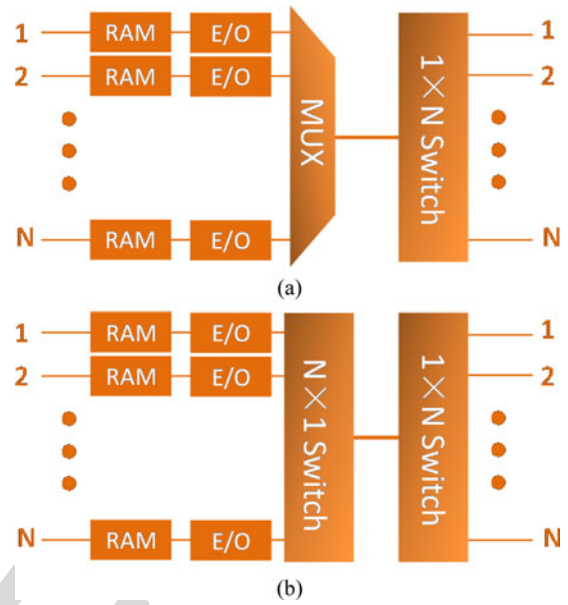 1 RAM E/O 1
2 RAM E/O 2
MUX
1×N Switch
N RAM E/O N
(a)
1 RAM E/O 1
2 RAM E/O 2
N×1 Switch
1×N Switch
N RAM E/O N
(b)